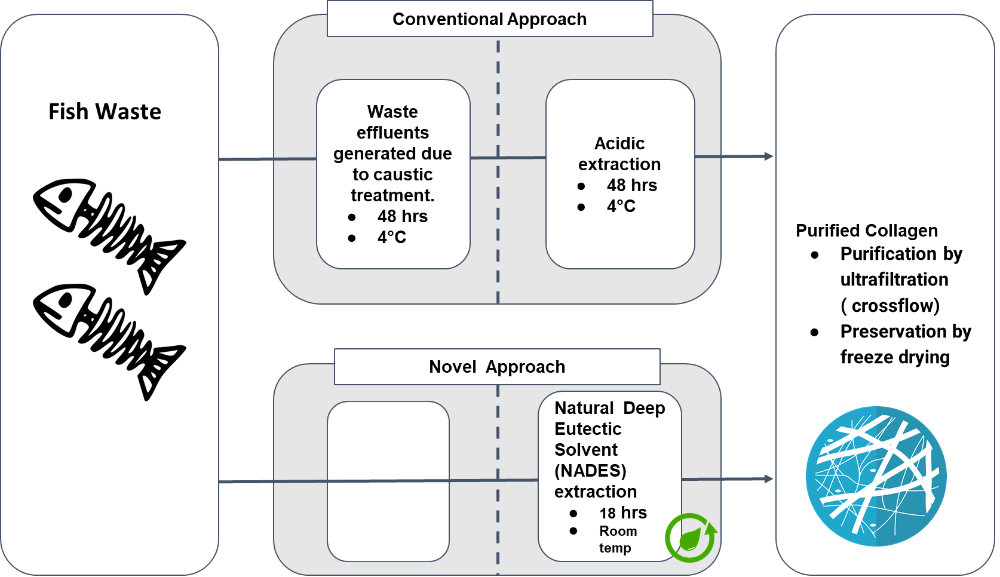 Fish Waste
Conventional Approach
Waste
effluents
generated due
to caustic
treatment.
● 48 hrs
● 4°C
Acidic
extraction
● 48 hrs
● 4°C
Novel Approach
Natural Deep
Eutectic
Solvent
(NADES)
extraction
● 18 hrs
● Room
temp
Purified Collagen
● Purification by
ultrafiltration
( crossflow)
● Preservation by
freeze drying